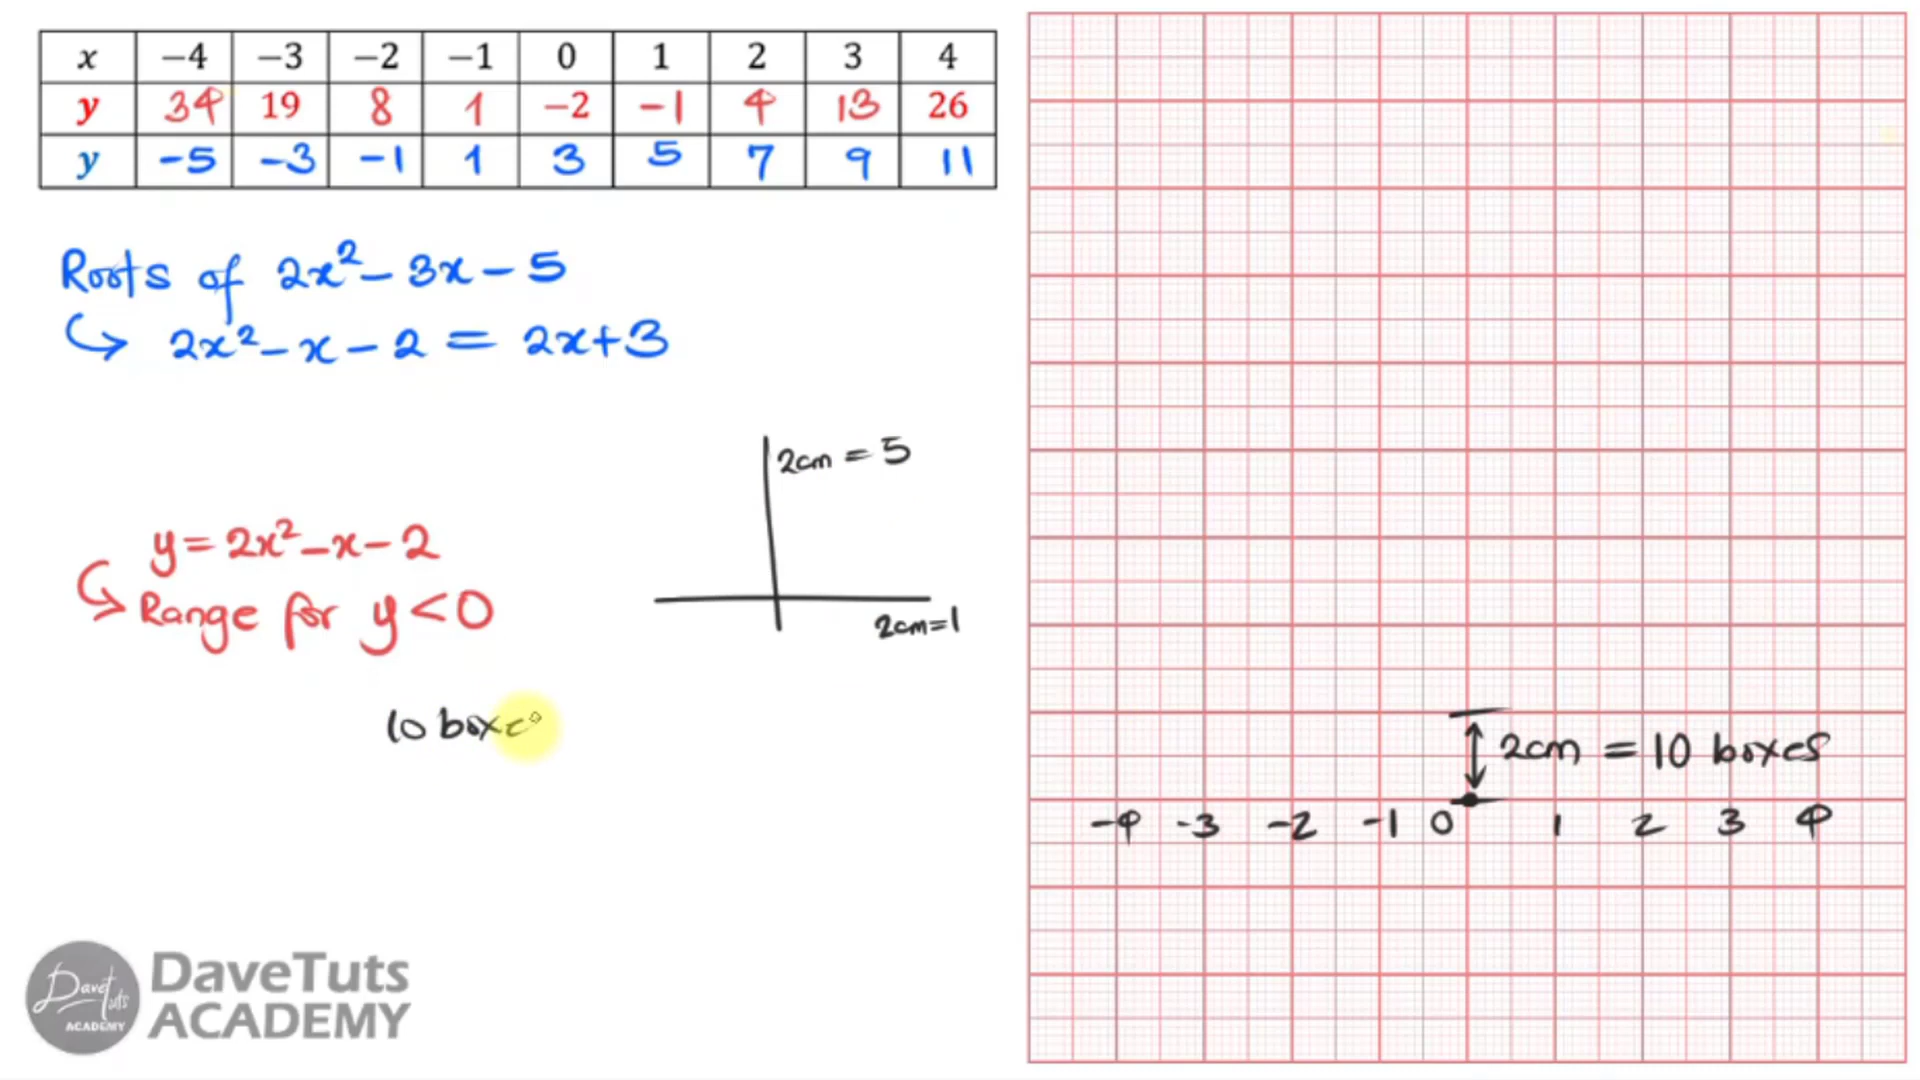 x −4 −3 −2 −1 0 1 2 3 4
y 34 19 8 1 −2 −1 4 13 26
y −5 −3 −1 1 3 5 7 9 11
Roots of 2x² − 3x − 5
2x² − x − 2 = 2x + 3
2cm = 5
y = 2x² − x − 2
Range for y < 0
2cm = 1
10 boxe
2cm = 10 boxes
−4 −3 −2 −1 0 1 2 3 4
DaveTuts
ACADEMY
DaveTuts
ACADEMY